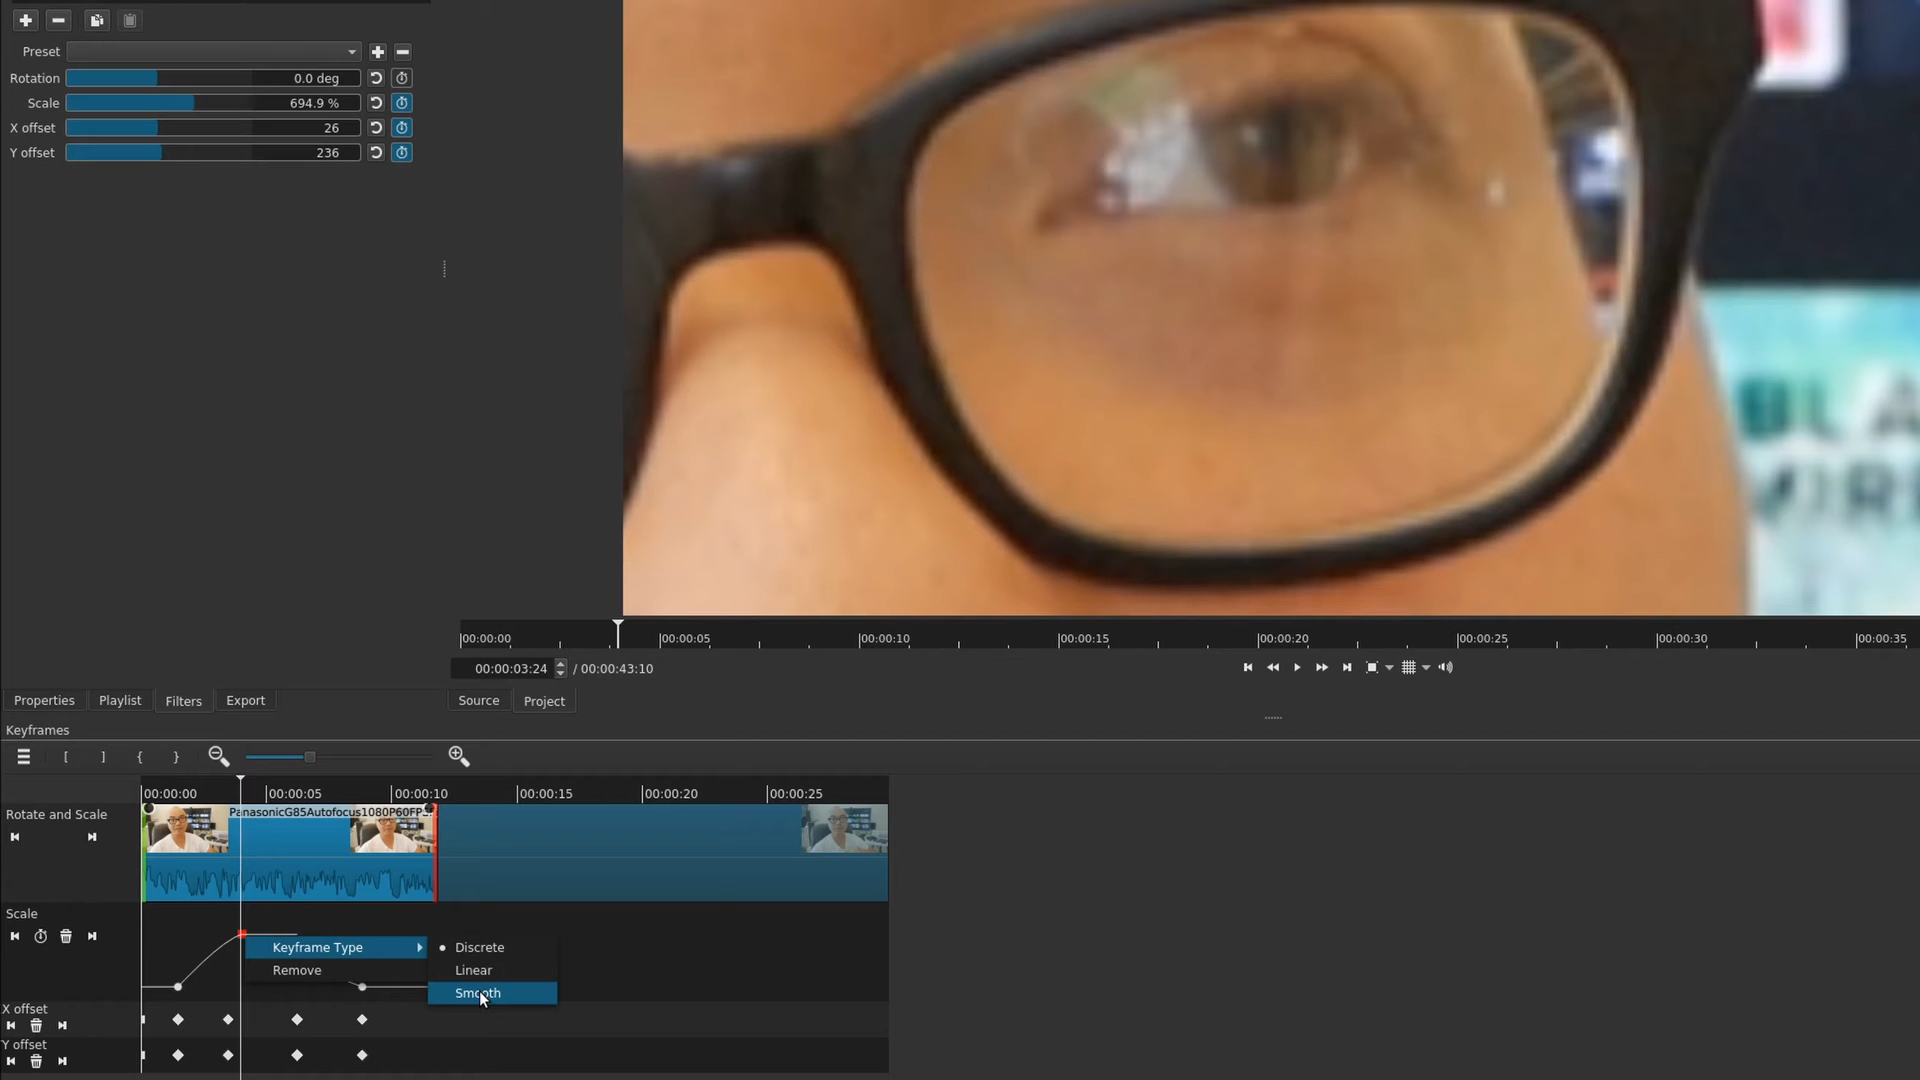 Preset
Rotation 0.0 deg
Scale 694.9 %
X offset 26
Y offset 236
BLA
00:00:00 00:00:05 00:00:10 00:00:15 00:00:20 00:00:25 00:00:30 00:00:35
00:00:03:24 / 00:00:43:10
Properties Playlist Filters Export Source Project
Keyframes
[ ] { }
00:00:00 00:00:05 00:00:10 00:00:15 00:00:20 00:00:25
Rotate and Scale
PanasonicG85Autofocus1080P60FPS
Scale
Keyframe Type Discrete
Remove Linear
Smooth
X offset
Y offset